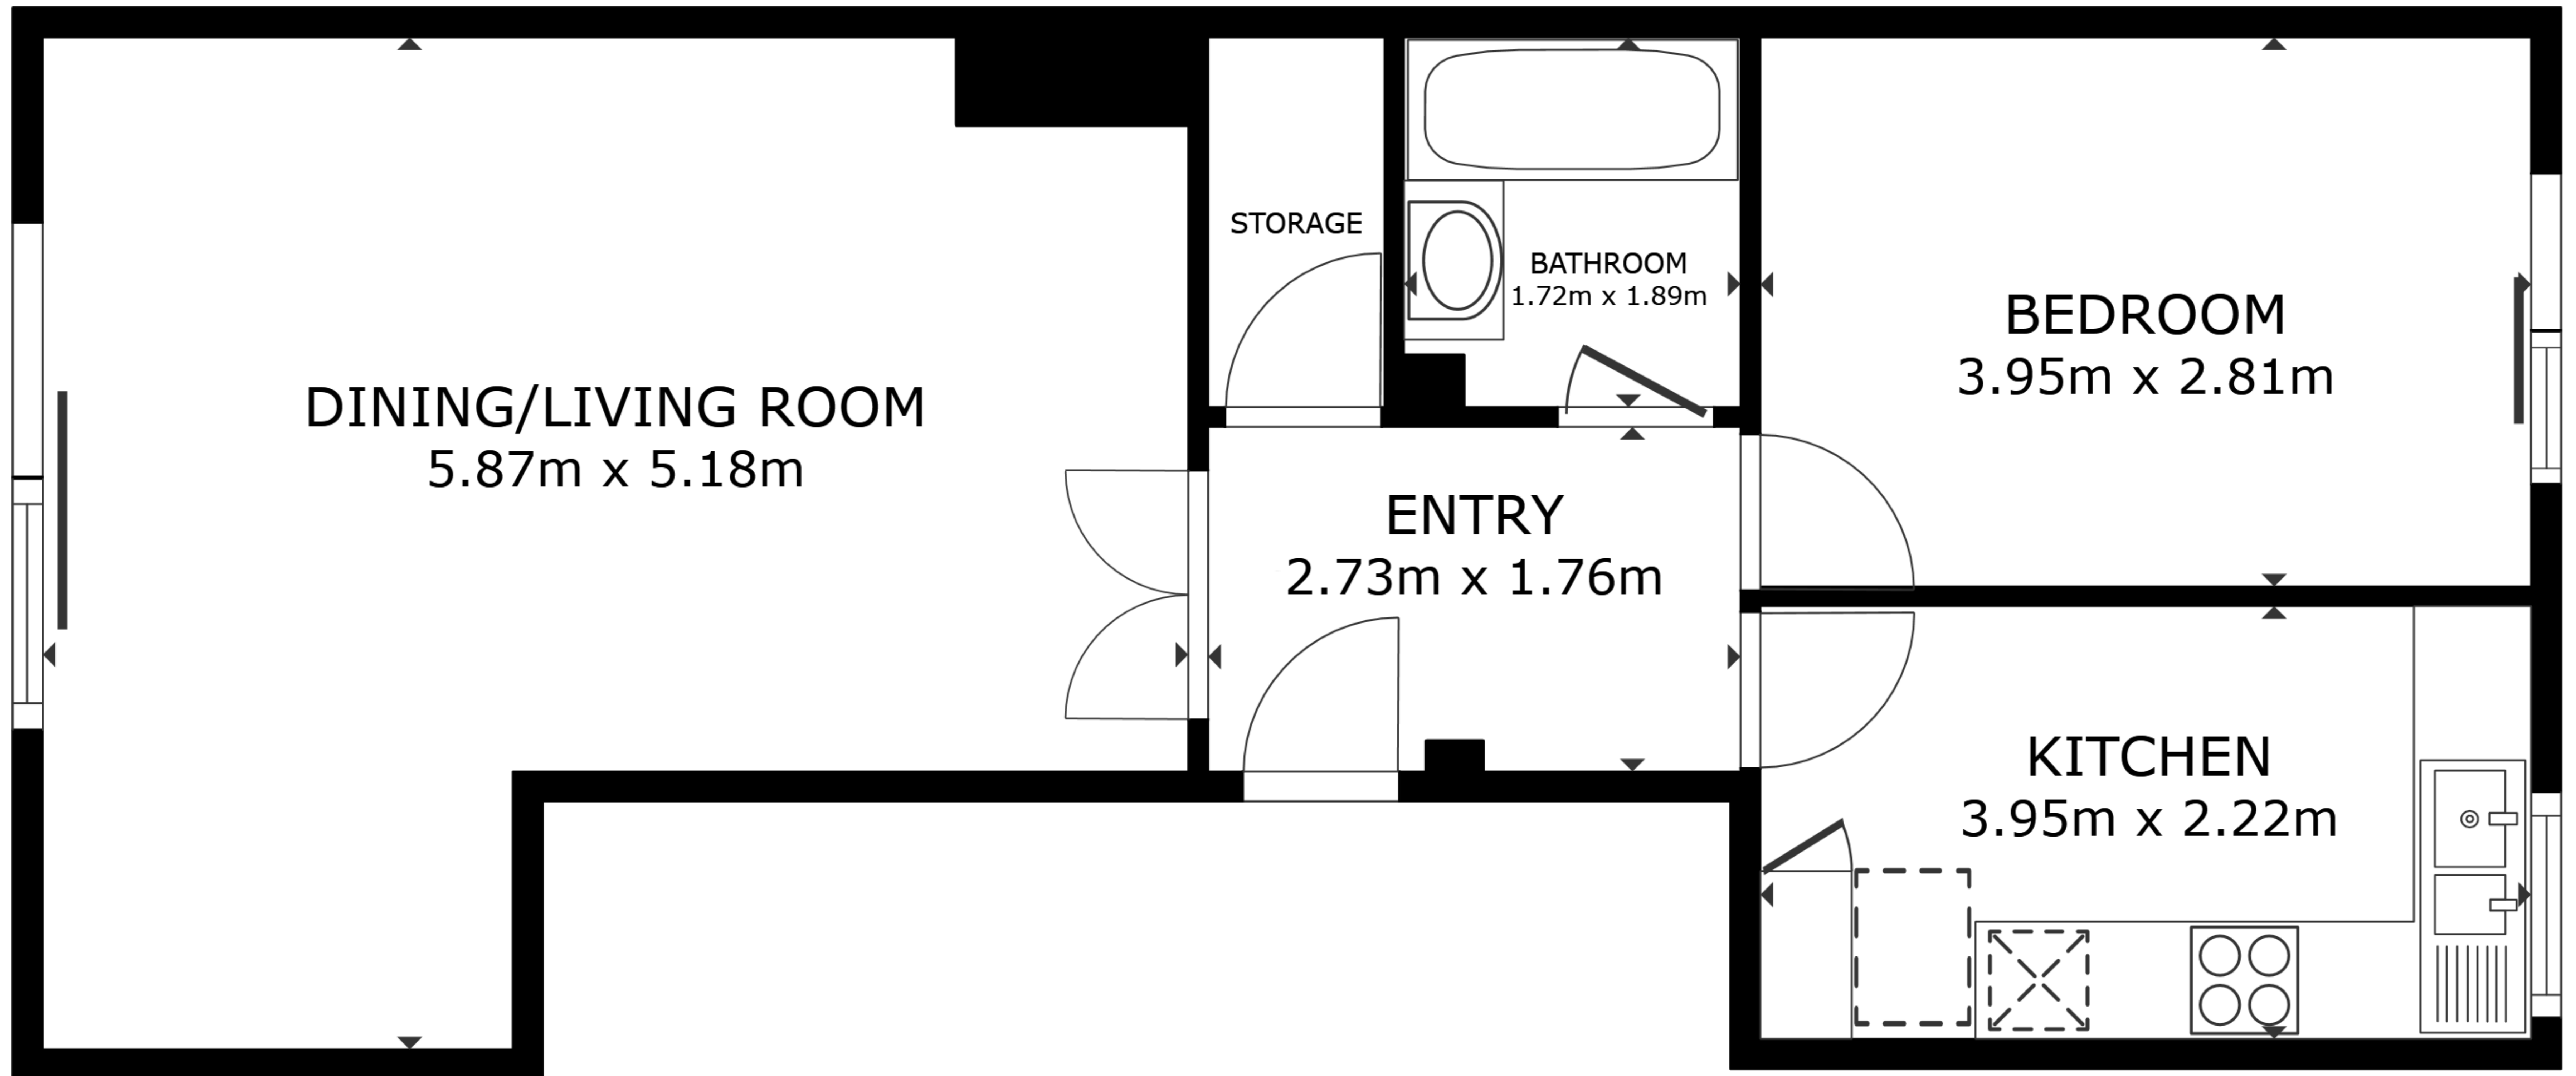 STORAGE
BATHROOM
1.72m x 1.89m
BEDROOM
3.95m x 2.81m
DINING/LIVING ROOM
5.87m x 5.18m
ENTRY
2.73m x 1.76m
KITCHEN
3.95m x 2.22m